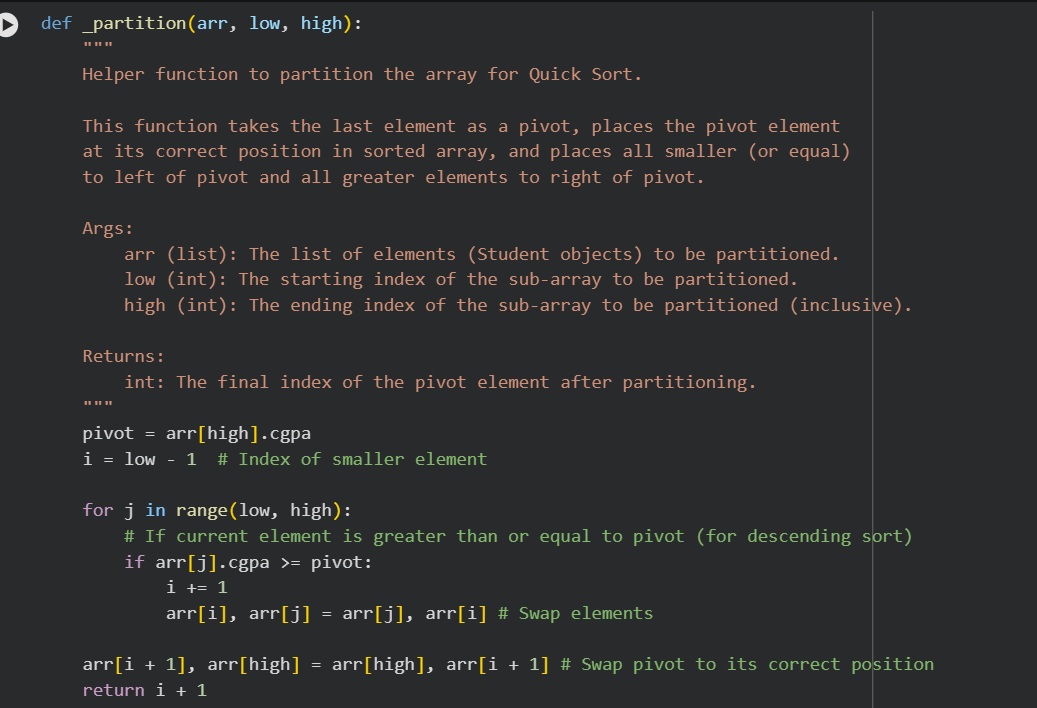 def _partition(arr, low, high):
    """
    Helper function to partition the array for Quick Sort.

    This function takes the last element as a pivot, places the pivot element
    at its correct position in sorted array, and places all smaller (or equal)
    to left of pivot and all greater elements to right of pivot.

    Args:
        arr (list): The list of elements (Student objects) to be partitioned.
        low (int): The starting index of the sub-array to be partitioned.
        high (int): The ending index of the sub-array to be partitioned (inclusive).

    Returns:
        int: The final index of the pivot element after partitioning.
    """
    pivot = arr[high].cgpa
    i = low - 1  # Index of smaller element

    for j in range(low, high):
        # If current element is greater than or equal to pivot (for descending sort)
        if arr[j].cgpa >= pivot:
            i += 1
            arr[i], arr[j] = arr[j], arr[i] # Swap elements

    arr[i + 1], arr[high] = arr[high], arr[i + 1] # Swap pivot to its correct position
    return i + 1